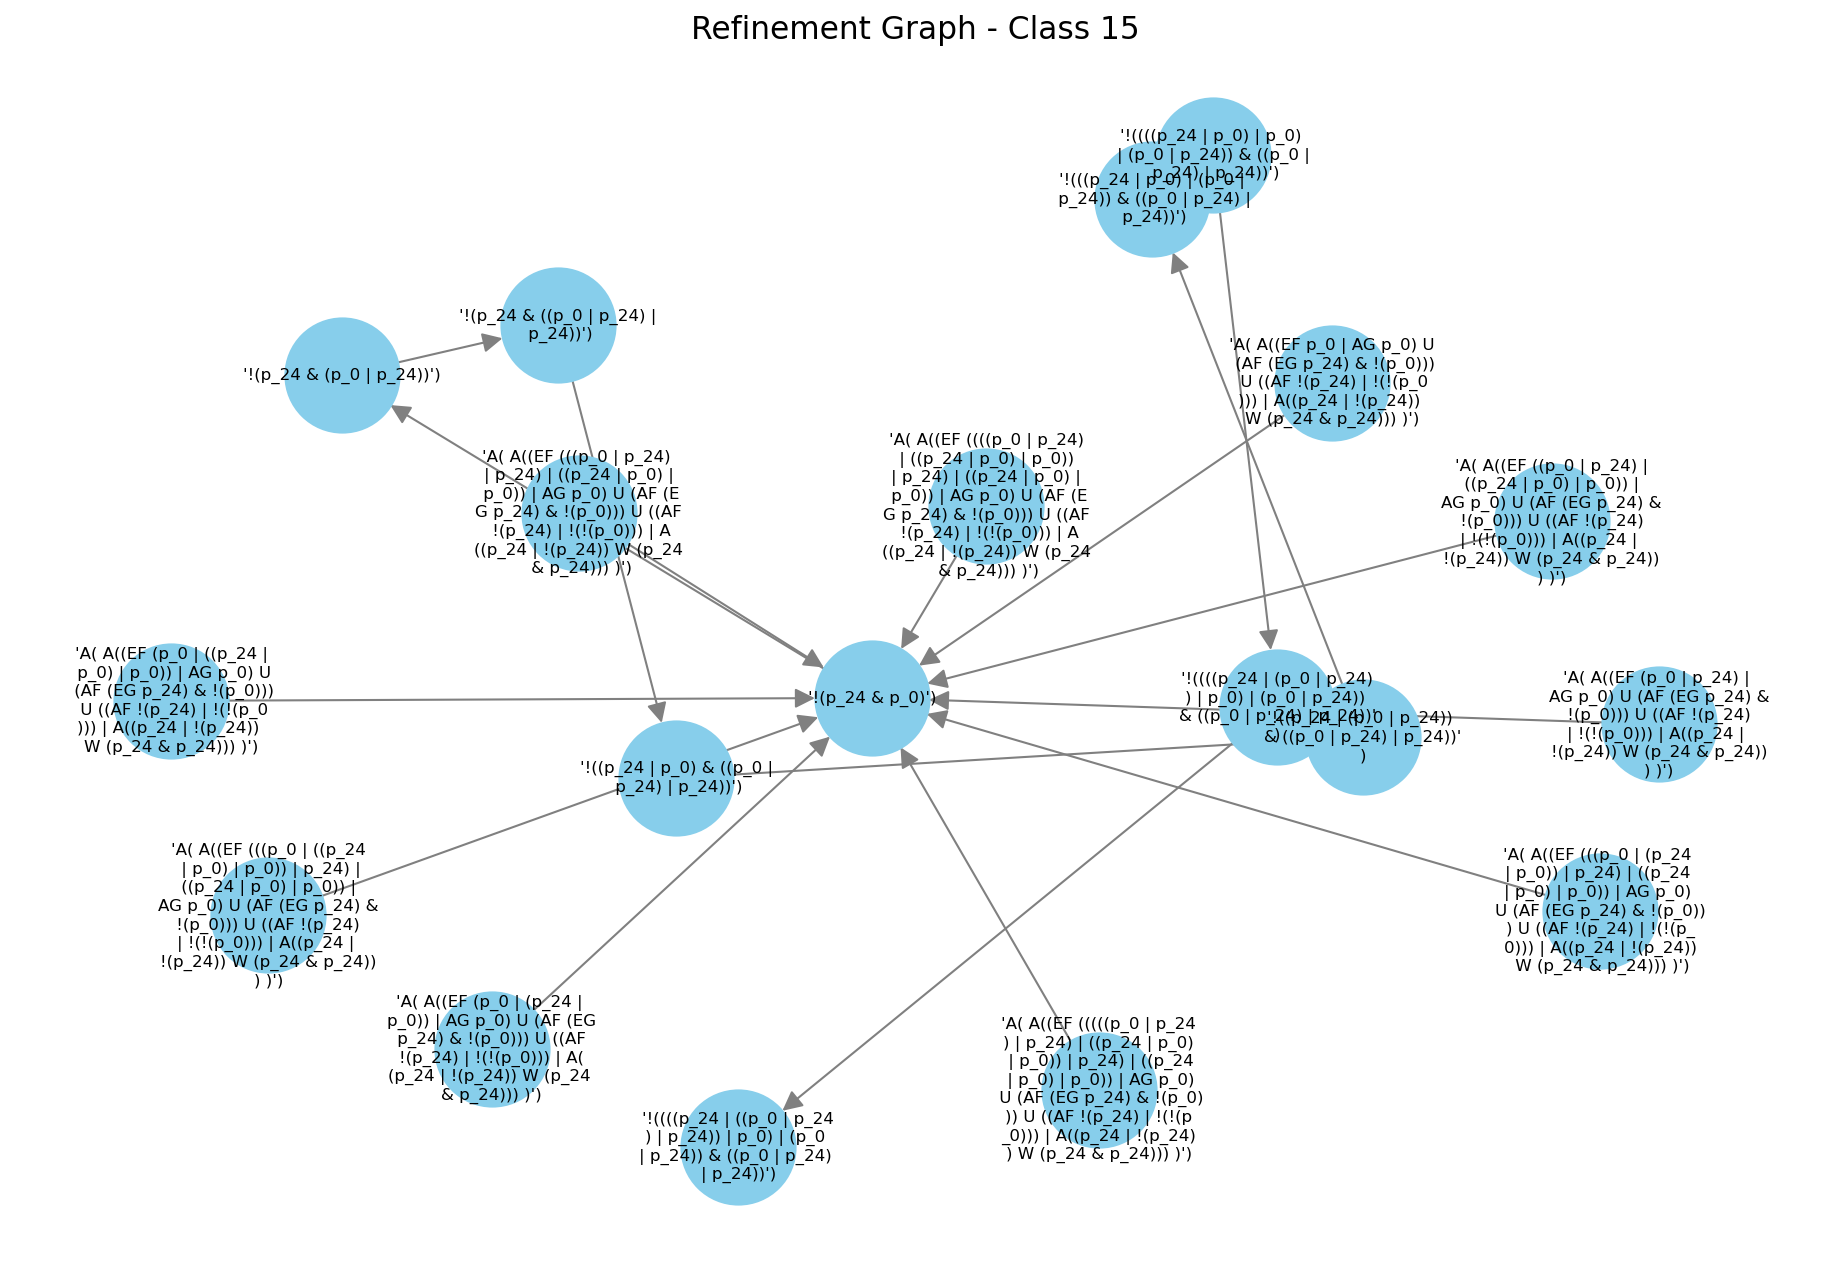 Refinement Graph - Class 15
'!((((p_24 | p_0) | p_0)
| (p_0 | p_24)) & ((p_0 |
p_24) | p_24))')
'!(((p_24 | p_0) | (p_0 |
p_24)) & ((p_0 | p_24) |
p_24))')
'!(p_24 & ((p_0 | p_24) |
p_24))')
'!(p_24 & (p_0 | p_24))')
'A( A((EF p_0 | AG p_0) U
(AF (EG p_24) & !(p_0)))
U ((AF !(p_24) | !(!(p_0
))) | A((p_24 | !(p_24))
W (p_24 & p_24))) )')
'A( A((EF (((p_0 | p_24)
| p_24) | ((p_24 | p_0) |
p_0)) | AG p_0) U (AF (E
G p_24) & !(p_0))) U ((AF
!(p_24) | !(!(p_0))) | A
((p_24 | !(p_24)) W (p_24
& p_24))) )')
'A( A((EF ((((p_0 | p_24)
| ((p_24 | p_0) | p_0))
| p_24) | ((p_24 | p_0) |
p_0)) | AG p_0) U (AF (E
G p_24) & !(p_0))) U ((AF
!(p_24) | !(!(p_0))) | A
((p_24 | !(p_24)) W (p_24
& p_24))) )')
'A( A((EF ((p_0 | p_24) |
((p_24 | p_0) | p_0)) |
AG p_0) U (AF (EG p_24) &
!(p_0))) U ((AF !(p_24)
| !(!(p_0))) | A((p_24 |
!(p_24)) W (p_24 & p_24))
) )')
'A( A((EF (p_0 | ((p_24 |
p_0) | p_0)) | AG p_0) U
(AF (EG p_24) & !(p_0)))
U ((AF !(p_24) | !(!(p_0
))) | A((p_24 | !(p_24))
W (p_24 & p_24))) )')
'!(p_24 & p_0)')
'!((((p_24 | (p_0 | p_24)
) | p_0) | (p_0 | p_24))
& ((p_0 | p_24) | p_24))'
)
'!((p_24 | (p_0 | p_24))
& ((p_0 | p_24) | p_24))'
)
'A( A((EF (p_0 | p_24) |
AG p_0) U (AF (EG p_24) &
!(p_0))) U ((AF !(p_24)
| !(!(p_0))) | A((p_24 |
!(p_24)) W (p_24 & p_24))
) )')
'!((p_24 | p_0) & ((p_0 |
p_24) | p_24))')
'A( A((EF (((p_0 | ((p_24
| p_0) | p_0)) | p_24) |
((p_24 | p_0) | p_0)) |
AG p_0) U (AF (EG p_24) &
!(p_0))) U ((AF !(p_24)
| !(!(p_0))) | A((p_24 |
!(p_24)) W (p_24 & p_24))
) )')
'A( A((EF (((p_0 | (p_24
| p_0)) | p_24) | ((p_24
| p_0) | p_0)) | AG p_0)
U (AF (EG p_24) & !(p_0))
) U ((AF !(p_24) | !(!(p_
0))) | A((p_24 | !(p_24))
W (p_24 & p_24))) )')
'A( A((EF (p_0 | (p_24 |
p_0)) | AG p_0) U (AF (EG
p_24) & !(p_0))) U ((AF
!(p_24) | !(!(p_0))) | A(
(p_24 | !(p_24)) W (p_24
& p_24))) )')
'A( A((EF (((((p_0 | p_24
) | p_24) | ((p_24 | p_0)
| p_0)) | p_24) | ((p_24
| p_0) | p_0)) | AG p_0)
U (AF (EG p_24) & !(p_0)
)) U ((AF !(p_24) | !(!(p
_0))) | A((p_24 | !(p_24)
) W (p_24 & p_24))) )')
'!((((p_24 | ((p_0 | p_24
) | p_24)) | p_0) | (p_0
| p_24)) & ((p_0 | p_24)
| p_24))')